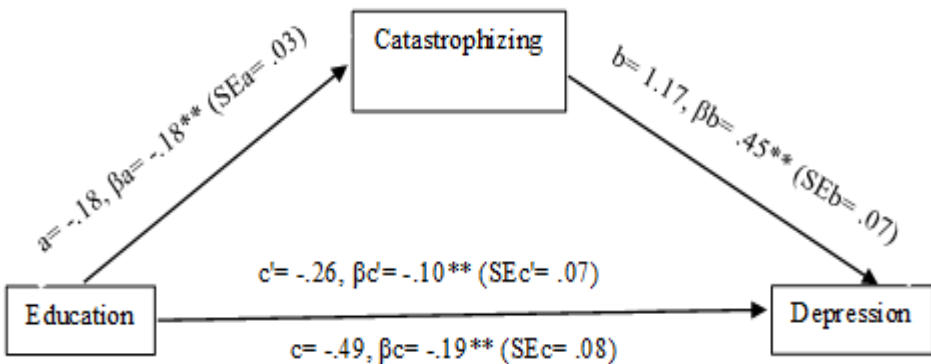 Catastrophizing
a= -.18, βa= -.18** (SEa= .03)
b= 1.17, βb= .45** (SEb= .07)
c'= -.26, βc'= -.10** (SEc'= .07)
Education
Depression
c= -.49, βc= -.19** (SEc= .08)